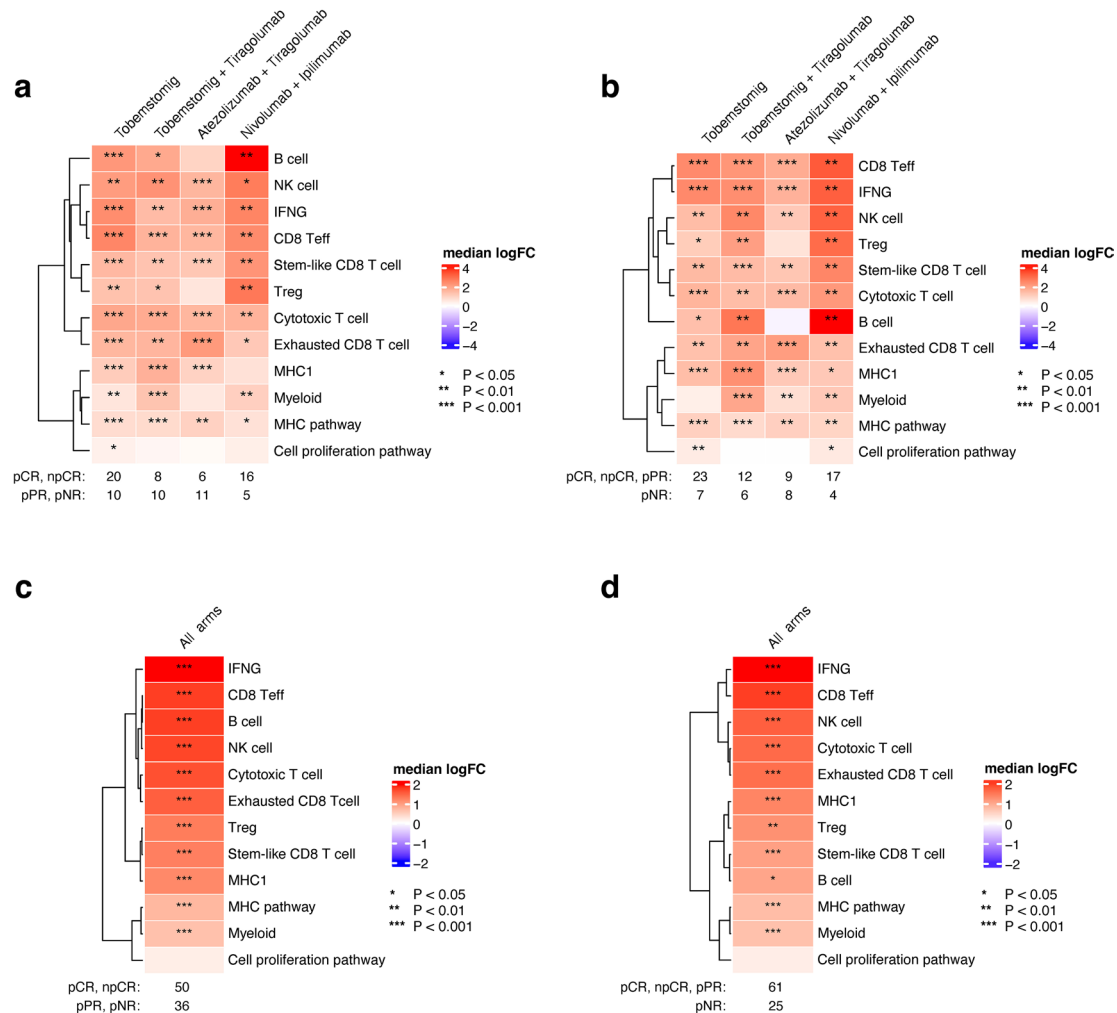 a
Tobemstomig
Tobemstomig + Tiragolumab
Atezolizumab + Tiragolumab
Nivolumab + Ipilimumab
*** * ** B cell
** ** *** * NK cell
*** ** *** ** IFNG
*** *** *** ** CD8 Teff
*** ** *** ** Stem-like CD8 T cell
** * ** Treg
*** *** *** ** Cytotoxic T cell
*** ** *** * Exhausted CD8 T cell
*** *** *** MHC1
** *** ** Myeloid
*** *** ** * MHC pathway
* Cell proliferation pathway
pCR, npCR: 20 8 6 16
pPR, pNR: 10 10 11 5
median logFC
4
2
0
−2
−4
* P < 0.05
** P < 0.01
*** P < 0.001
b
Tobemstomig
Tobemstomig + Tiragolumab
Atezolizumab + Tiragolumab
Nivolumab + Ipilimumab
*** *** *** ** CD8 Teff
*** *** *** ** IFNG
** ** ** ** NK cell
* ** ** Treg
** *** ** ** Stem-like CD8 T cell
*** ** *** ** Cytotoxic T cell
* ** ** B cell
** ** *** ** Exhausted CD8 T cell
*** *** *** * MHC1
*** ** ** Myeloid
*** *** ** ** MHC pathway
** * Cell proliferation pathway
pCR, npCR, pPR: 23 12 9 17
pNR: 7 6 8 4
median logFC
4
2
0
−2
−4
* P < 0.05
** P < 0.01
*** P < 0.001
c
All arms
*** IFNG
*** CD8 Teff
*** B cell
*** NK cell
*** Cytotoxic T cell
*** Exhausted CD8 Tcell
*** Treg
*** Stem-like CD8 T cell
*** MHC1
*** MHC pathway
*** Myeloid
Cell proliferation pathway
pCR, npCR: 50
pPR, pNR: 36
median logFC
2
1
0
−1
−2
* P < 0.05
** P < 0.01
*** P < 0.001
d
All arms
*** IFNG
*** CD8 Teff
*** NK cell
*** Cytotoxic T cell
*** Exhausted CD8 T cell
*** MHC1
** Treg
*** Stem-like CD8 T cell
* B cell
*** MHC pathway
*** Myeloid
Cell proliferation pathway
pCR, npCR, pPR: 61
pNR: 25
median logFC
2
1
0
−1
−2
* P < 0.05
** P < 0.01
*** P < 0.001